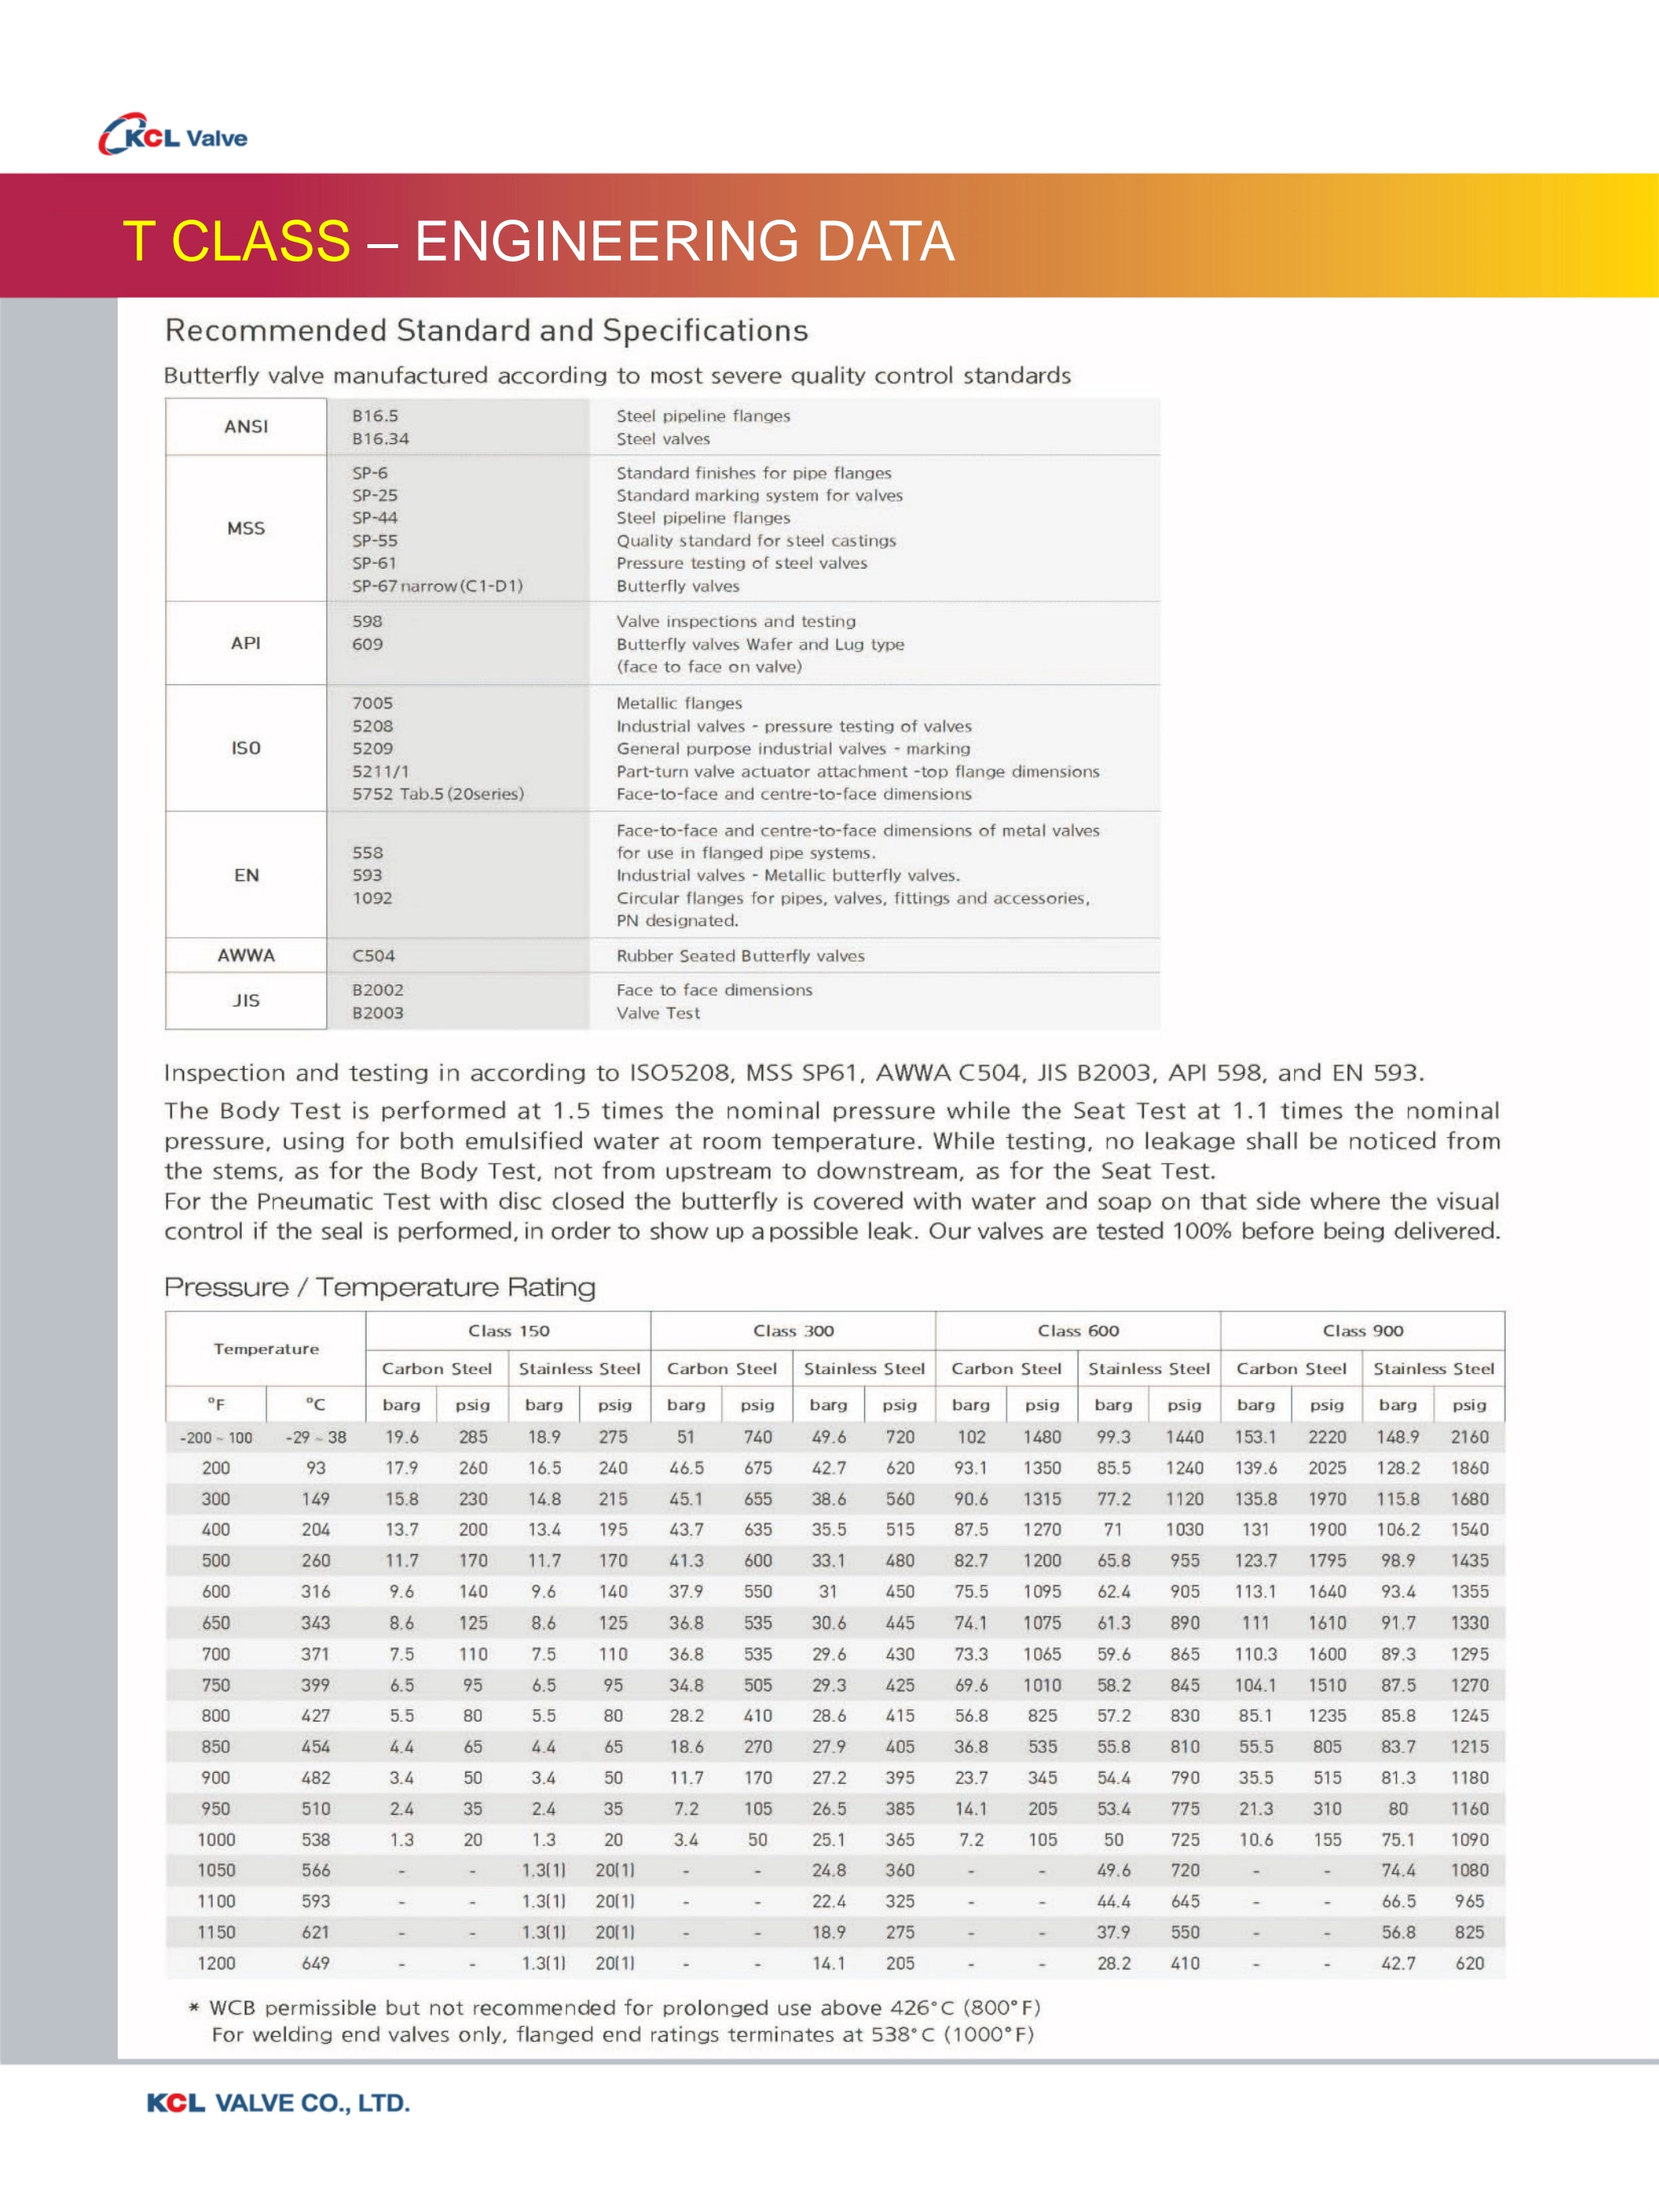 KCL Valve
T CLASS – ENGINEERING DATA
Recommended Standard and Specifications
Butterfly valve manufactured according to most severe quality control standards
ANSI
B16.5 Steel pipeline flanges
B16.34 Steel valves
MSS
SP-6 Standard finishes for pipe flanges
SP-25 Standard marking system for valves
SP-44 Steel pipeline flanges
SP-55 Quality standard for steel castings
SP-61 Pressure testing of steel valves
SP-67 narrow (C1-D1) Butterfly valves
API
598 Valve inspections and testing
609 Butterfly valves Wafer and Lug type
(face to face on valve)
ISO
7005 Metallic flanges
5208 Industrial valves - pressure testing of valves
5209 General purpose industrial valves - marking
5211/1 Part-turn valve actuator attachment -top flange dimensions
5752 Tab.5 (20series) Face-to-face and centre-to-face dimensions
EN
Face-to-face and centre-to-face dimensions of metal valves
558 for use in flanged pipe systems.
593 Industrial valves - Metallic butterfly valves.
1092 Circular flanges for pipes, valves, fittings and accessories,
PN designated.
AWWA C504 Rubber Seated Butterfly valves
JIS
B2002 Face to face dimensions
B2003 Valve Test
Inspection and testing in according to ISO5208, MSS SP61, AWWA C504, JIS B2003, API 598, and EN 593.
The Body Test is performed at 1.5 times the nominal pressure while the Seat Test at 1.1 times the nominal
pressure, using for both emulsified water at room temperature. While testing, no leakage shall be noticed from
the stems, as for the Body Test, not from upstream to downstream, as for the Seat Test.
For the Pneumatic Test with disc closed the butterfly is covered with water and soap on that side where the visual
control if the seal is performed, in order to show up a possible leak. Our valves are tested 100% before being delivered.
Pressure / Temperature Rating
Temperature Class 150 Class 300 Class 600 Class 900
Carbon Steel Stainless Steel Carbon Steel Stainless Steel Carbon Steel Stainless Steel Carbon Steel Stainless Steel
°F °C barg psig barg psig barg psig barg psig barg psig barg psig barg psig barg psig
-200 ~ 100 -29 ~ 38 19.6 285 18.9 275 51 740 49.6 720 102 1480 99.3 1440 153.1 2220 148.9 2160
200 93 17.9 260 16.5 240 46.5 675 42.7 620 93.1 1350 85.5 1240 139.6 2025 128.2 1860
300 149 15.8 230 14.8 215 45.1 655 38.6 560 90.6 1315 77.2 1120 135.8 1970 115.8 1680
400 204 13.7 200 13.4 195 43.7 635 35.5 515 87.5 1270 71 1030 131 1900 106.2 1540
500 260 11.7 170 11.7 170 41.3 600 33.1 480 82.7 1200 65.8 955 123.7 1795 98.9 1435
600 316 9.6 140 9.6 140 37.9 550 31 450 75.5 1095 62.4 905 113.1 1640 93.4 1355
650 343 8.6 125 8.6 125 36.8 535 30.6 445 74.1 1075 61.3 890 111 1610 91.7 1330
700 371 7.5 110 7.5 110 36.8 535 29.6 430 73.3 1065 59.6 865 110.3 1600 89.3 1295
750 399 6.5 95 6.5 95 34.8 505 29.3 425 69.6 1010 58.2 845 104.1 1510 87.5 1270
800 427 5.5 80 5.5 80 28.2 410 28.6 415 56.8 825 57.2 830 85.1 1235 85.8 1245
850 454 4.4 65 4.4 65 18.6 270 27.9 405 36.8 535 55.8 810 55.5 805 83.7 1215
900 482 3.4 50 3.4 50 11.7 170 27.2 395 23.7 345 54.4 790 35.5 515 81.3 1180
950 510 2.4 35 2.4 35 7.2 105 26.5 385 14.1 205 53.4 775 21.3 310 80 1160
1000 538 1.3 20 1.3 20 3.4 50 25.1 365 7.2 105 50 725 10.6 155 75.1 1090
1050 566 - - 1.3(1) 20(1) - - 24.8 360 - - 49.6 720 - - 74.4 1080
1100 593 - - 1.3(1) 20(1) - - 22.4 325 - - 44.4 645 - - 66.5 965
1150 621 - - 1.3(1) 20(1) - - 18.9 275 - - 37.9 550 - - 56.8 825
1200 649 - - 1.3(1) 20(1) - - 14.1 205 - - 28.2 410 - - 42.7 620
* WCB permissible but not recommended for prolonged use above 426°C (800°F)
For welding end valves only, flanged end ratings terminates at 538°C (1000°F)
KCL VALVE CO., LTD.